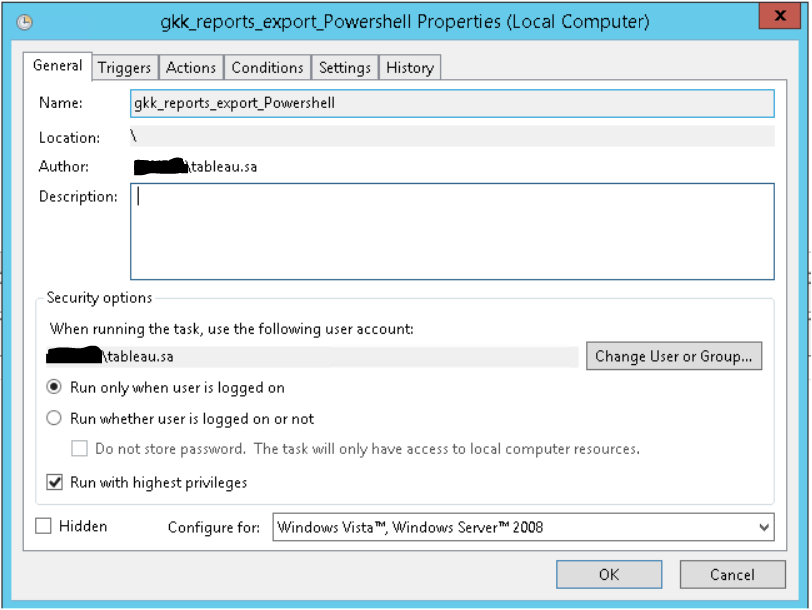 gkk_reports_export_Powershell Properties (Local Computer)
x
General Triggers Actions Conditions Settings History
Name: gkk_reports_export_Powershell
Location: \
Author: \tableau.sa
Description:
Security options
When running the task, use the following user account:
\tableau.sa Change User or Group...
Run only when user is logged on
Run whether user is logged on or not
Do not store password. The task will only have access to local computer resources.
Run with highest privileges
Hidden Configure for: Windows Vista™, Windows Server™ 2008
OK Cancel